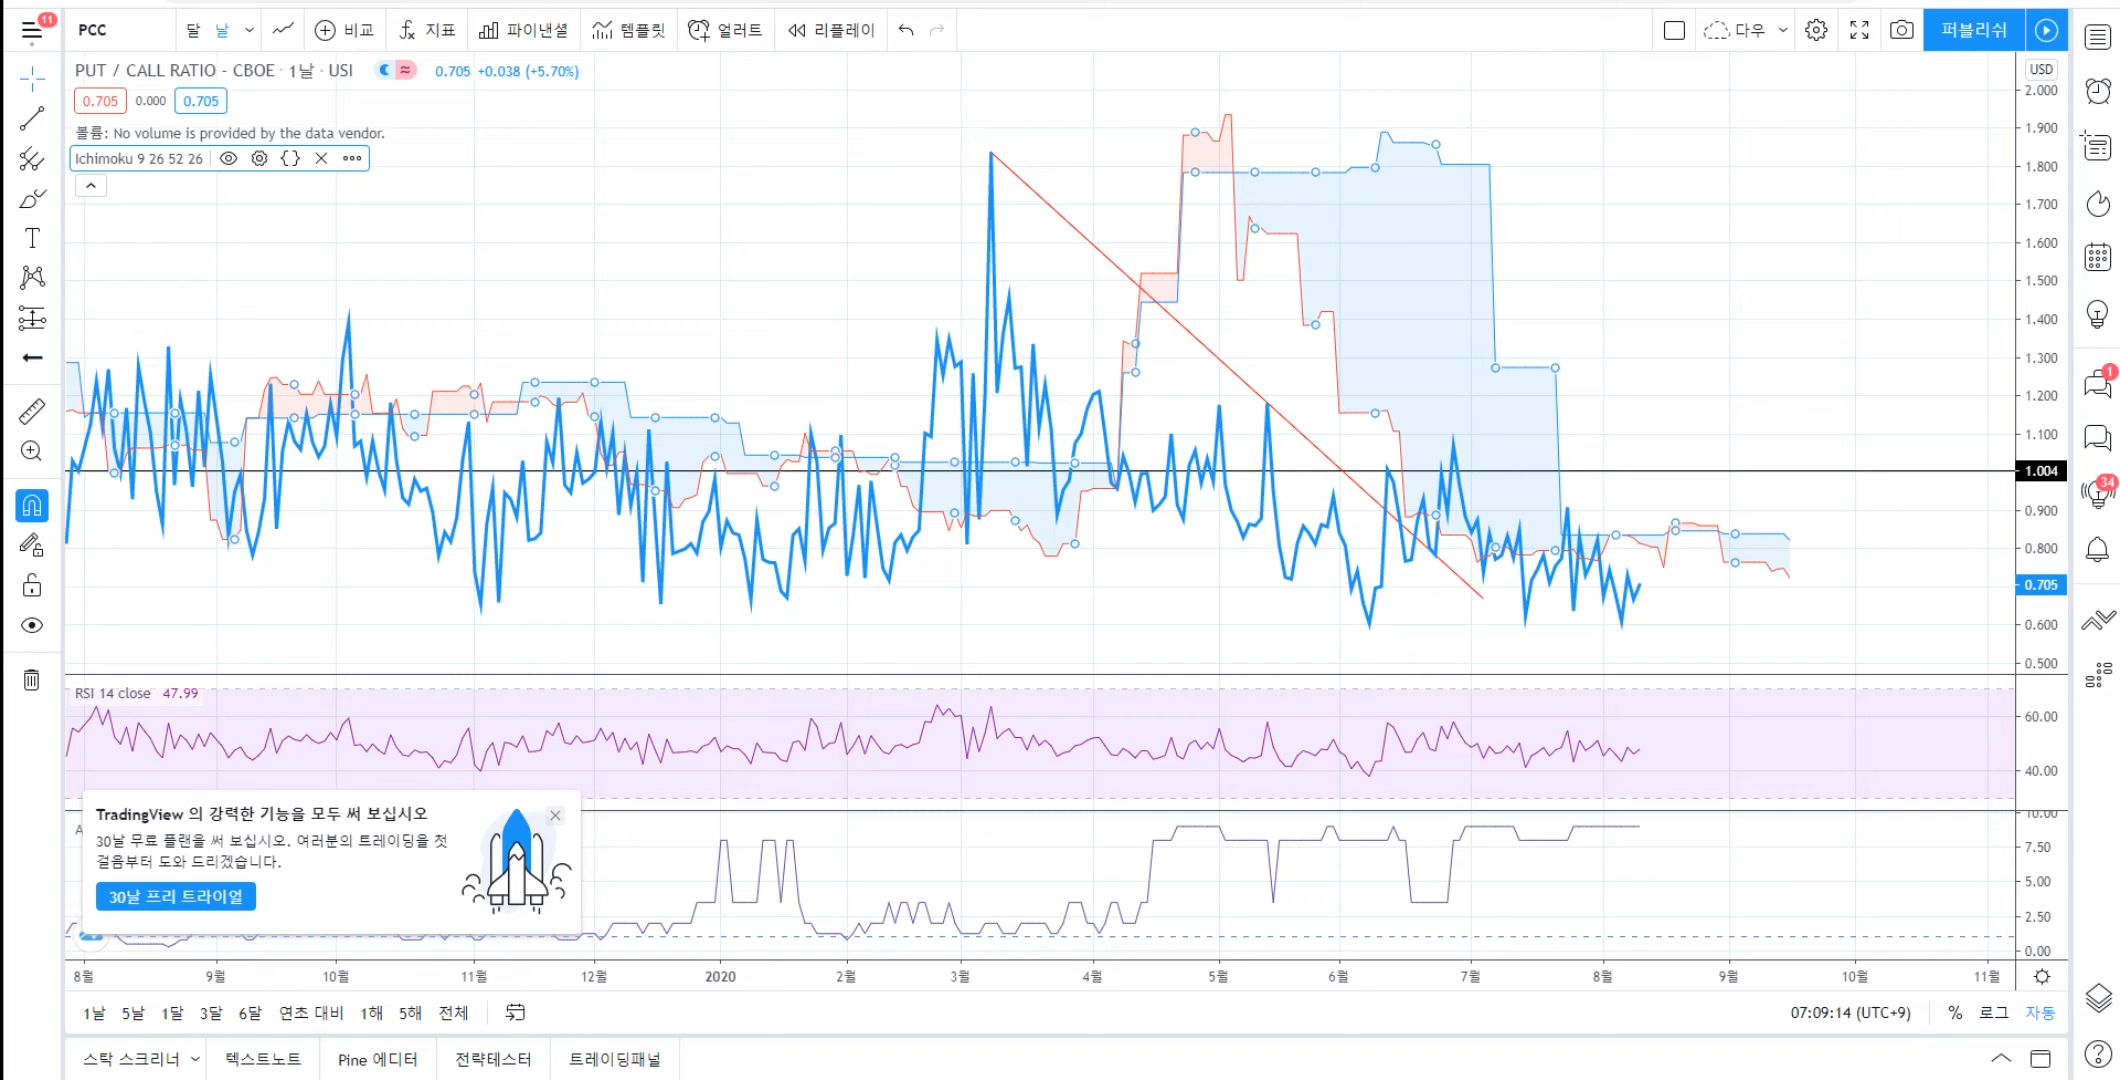 11
PCC
달 날
비교
지표
파이낸셜
템플릿
얼러트
리플레이
다우
퍼블리쉬
PUT / CALL RATIO - CBOE · 1날 · USI 0.705 +0.038 (+5.70%)
0.705 0.000 0.705
볼륨: No volume is provided by the data vendor.
Ichimoku 9 26 52 26
USD
2.000
1.900
1.800
1.700
1.600
1.500
1.400
1.300
1.200
1.100
1.004
0.900
0.800
0.705
0.600
0.500
1
34
RSI 14 close 47.99
60.00
40.00
TradingView 의 강력한 기능을 모두 써 보십시오
30날 무료 플랜을 써 보십시오. 여러분의 트레이딩을 첫
걸음부터 도와 드리겠습니다.
30날 프리 트라이얼
10.00
7.50
5.00
2.50
0.00
8월 9월 10월 11월 12월 2020 2월 3월 4월 5월 6월 7월 8월 9월 10월 11월
1날 5날 1달 3달 6달 연초 대비 1해 5해 전체
07:09:14 (UTC+9) % 로그 자동
스탁 스크리너 텍스트노트 Pine 에디터 전략테스터 트레이딩패널